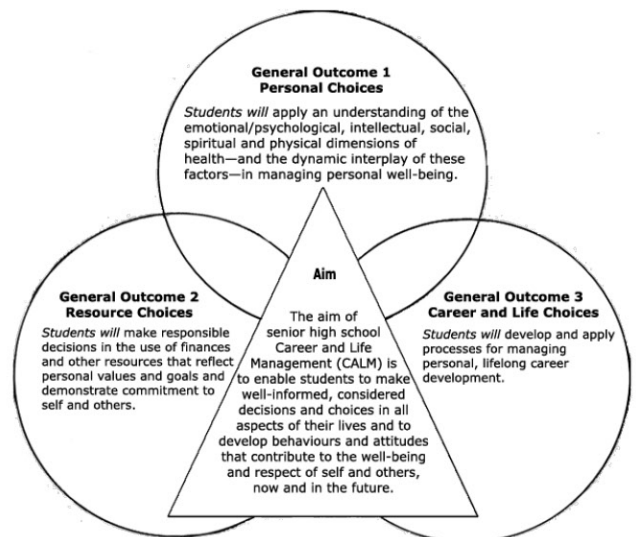 General Outcome 1
Personal Choices
Students will apply an understanding of the
emotional/psychological, intellectual, social,
spiritual and physical dimensions of
health—and the dynamic interplay of these
factors—in managing personal well-being.
General Outcome 2
Resource Choices
Students will make responsible
decisions in the use of finances
and other resources that reflect
personal values and goals and
demonstrate commitment to
self and others.
Aim
The aim of
senior high school
Career and Life
Management (CALM) is
to enable students to make
well-informed, considered
decisions and choices in all
aspects of their lives and to
develop behaviours and attitudes
that contribute to the well-being
and respect of self and others,
now and in the future.
General Outcome 3
Career and Life Choices
Students will develop and apply
processes for managing
personal, lifelong career
development.